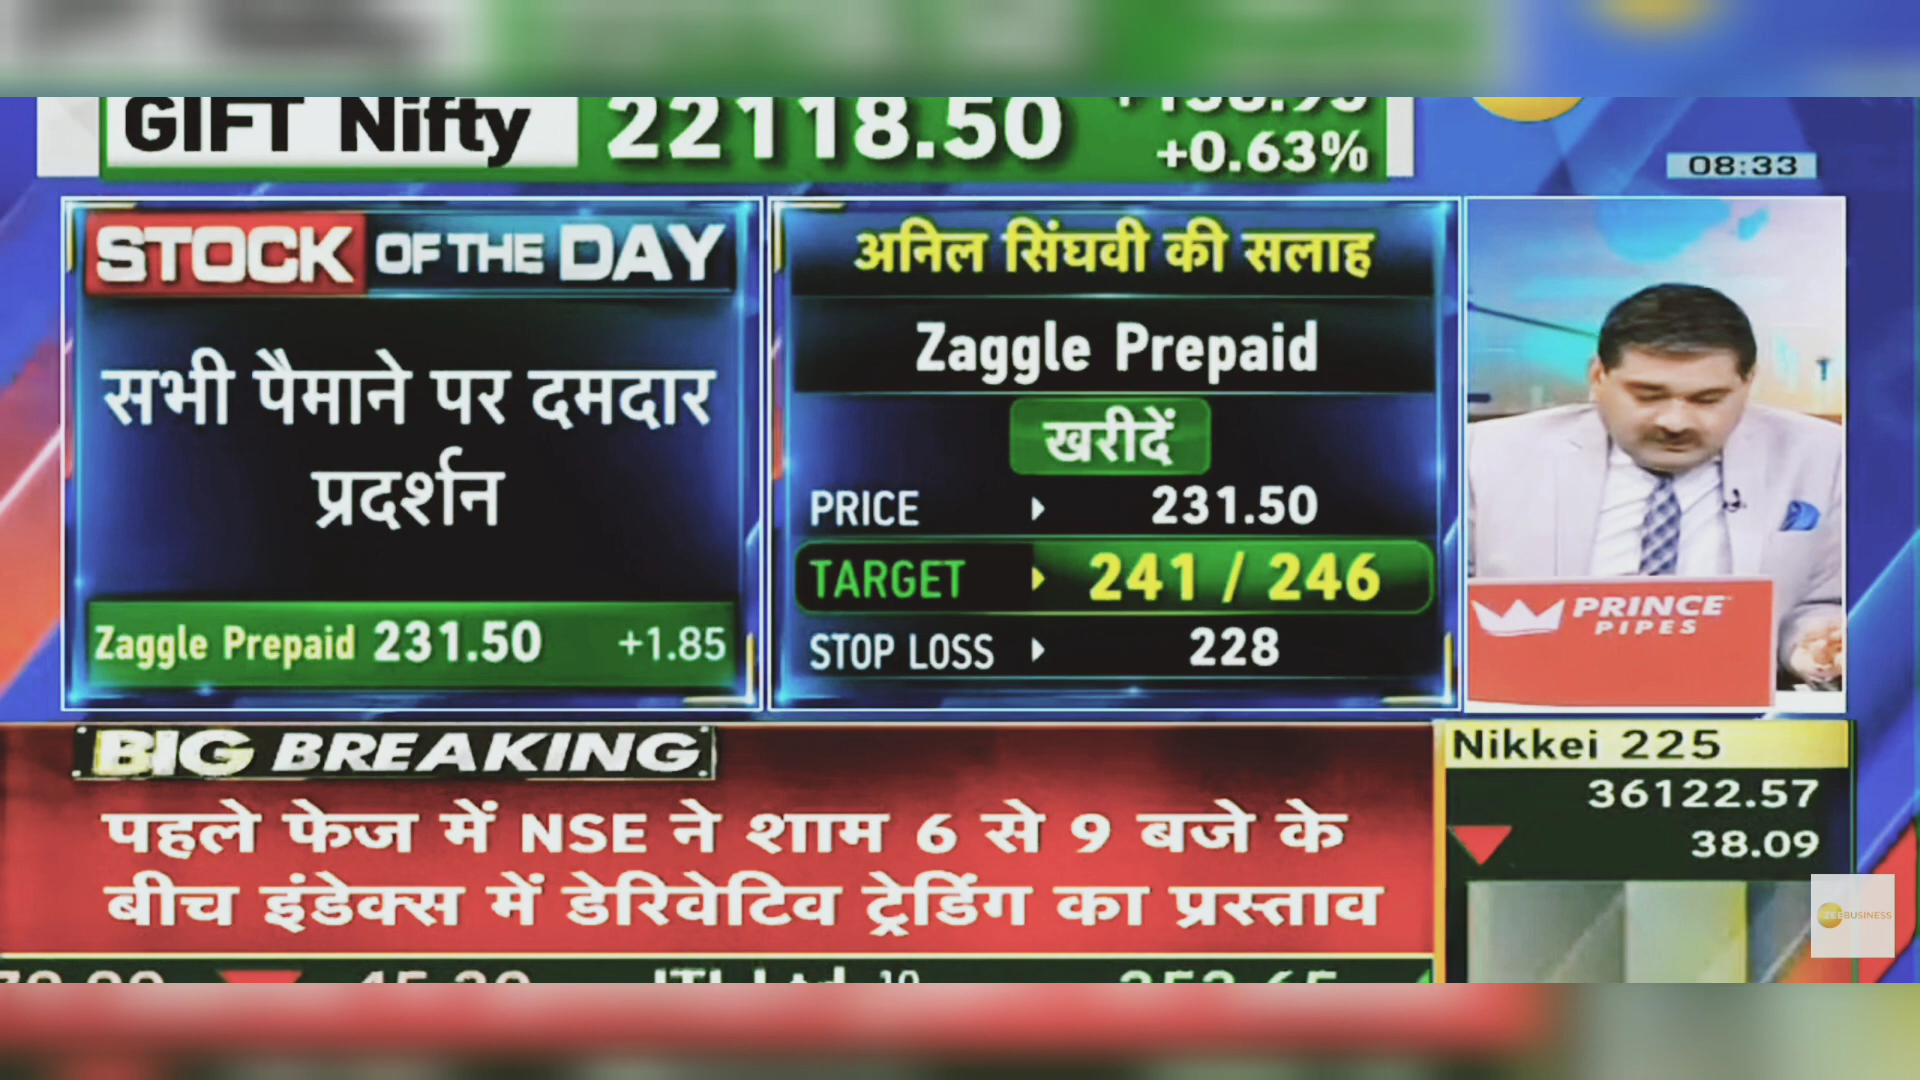 GIFT Nifty 22118.50
+0.63%
08:33
STOCK OF THE DAY
सभी पैमाने पर दमदार
प्रदर्शन
Zaggle Prepaid 231.50 +1.85
अनिल सिंघवी की सलाह
Zaggle Prepaid
खरीदें
PRICE 231.50
TARGET 241 / 246
STOP LOSS 228
PRINCE
PIPES
BIG BREAKING
पहले फेज में NSE ने शाम 6 से 9 बजे के
बीच इंडेक्स में डेरिवेटिव ट्रेडिंग का प्रस्ताव
Nikkei 225
36122.57
38.09
ZEEBUSINESS